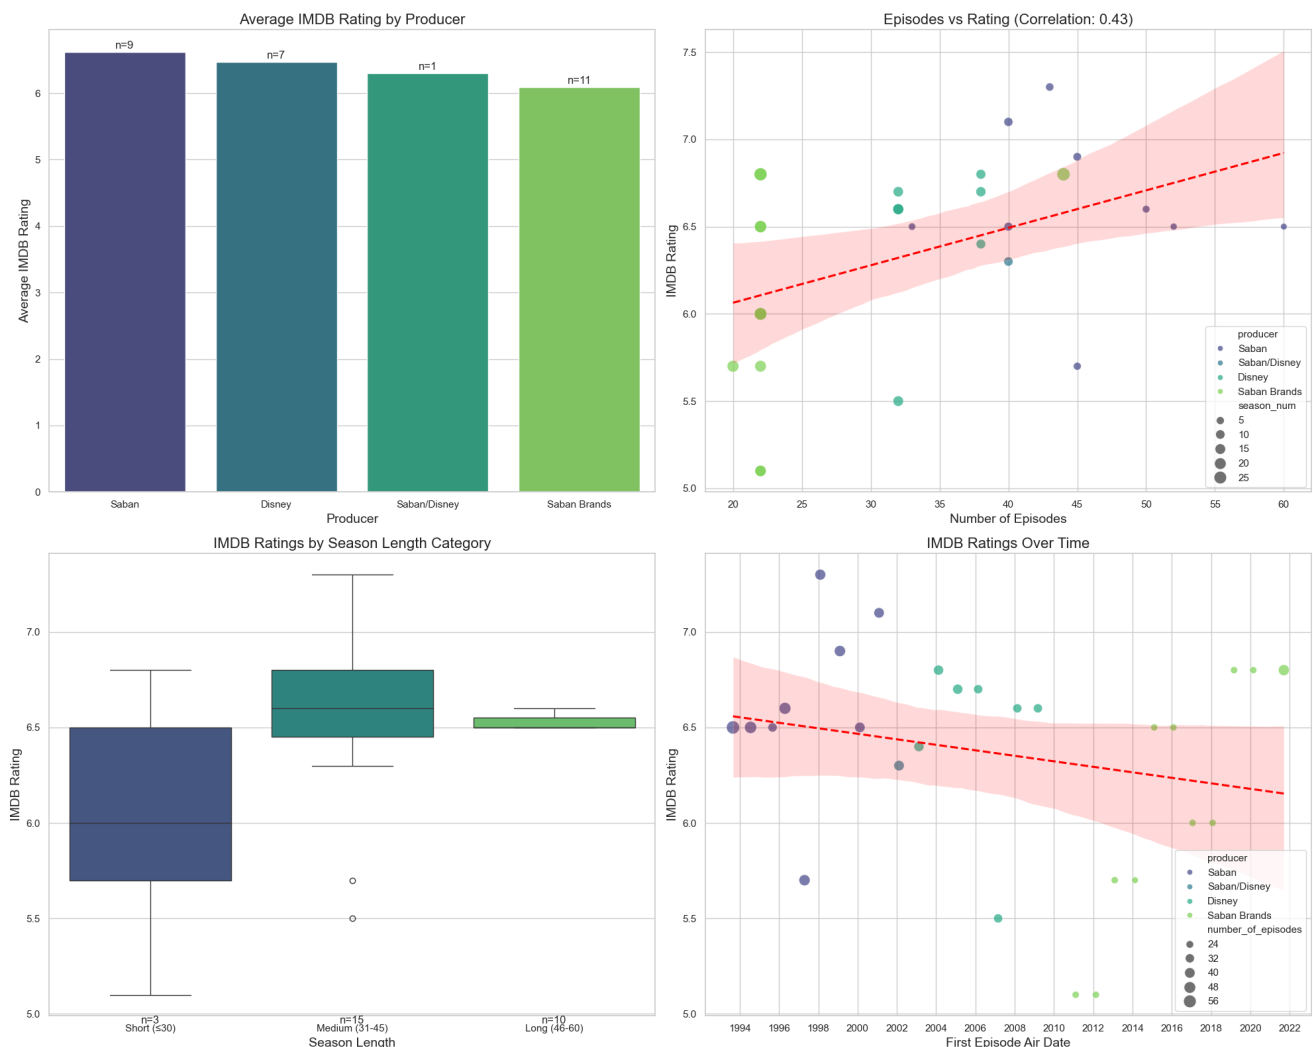 Average IMDB Rating by Producer
n=9
n=7
n=1
n=11
6
5
4
3
2
1
0
Average IMDB Rating
Saban
Disney
Saban/Disney
Saban Brands
Producer
Episodes vs Rating (Correlation: 0.43)
7.5
7.0
6.5
6.0
5.5
5.0
IMDB Rating
producer
Saban
Saban/Disney
Disney
Saban Brands
season_num
5
10
15
20
25
20
25
30
35
40
45
50
55
60
Number of Episodes
IMDB Ratings by Season Length Category
7.0
6.5
6.0
5.5
5.0
IMDB Rating
n=3
n=15
n=10
Short (≤30)
Medium (31-45)
Long (46-60)
Season Length
IMDB Ratings Over Time
7.0
6.5
6.0
5.5
5.0
IMDB Rating
producer
Saban
Saban/Disney
Disney
Saban Brands
number_of_episodes
24
32
40
48
56
1994
1996
1998
2000
2002
2004
2006
2008
2010
2012
2014
2016
2018
2020
2022
First Episode Air Date